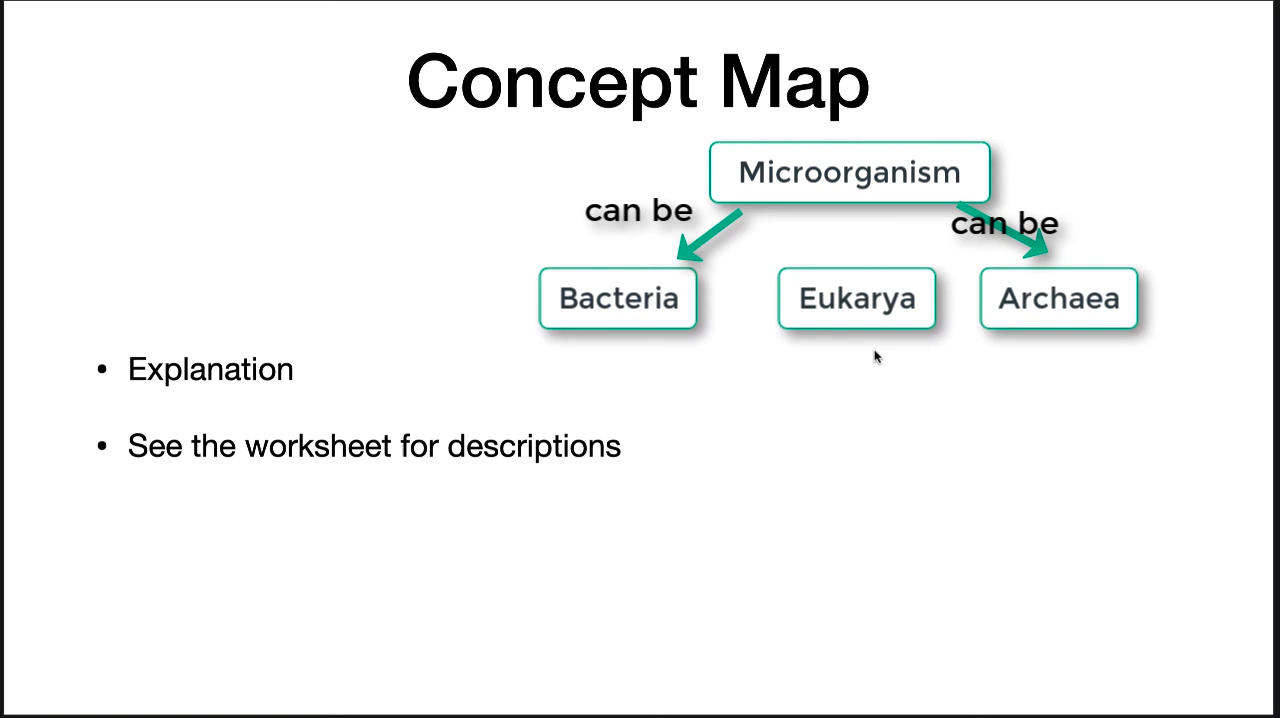 Concept Map
Microorganism
can be
can be
Bacteria
Eukarya
Archaea
• Explanation
• See the worksheet for descriptions